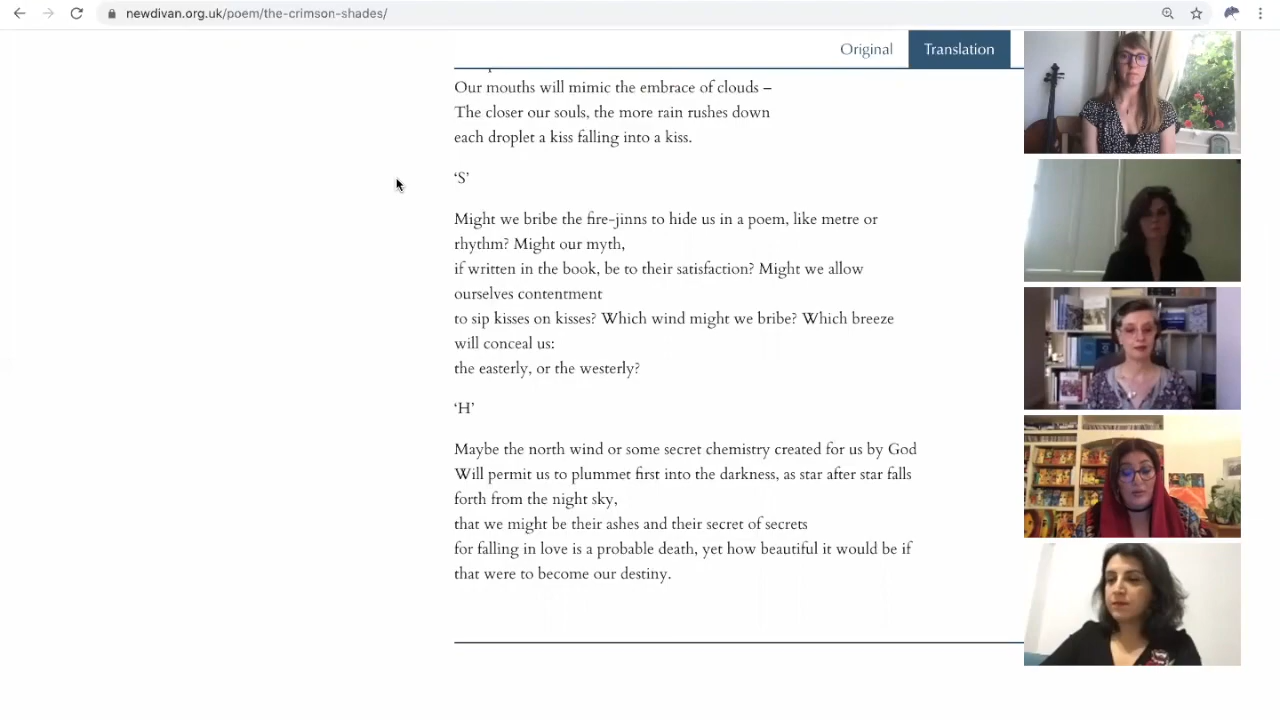 newdivan.org.uk/poem/the-crimson-shades/
Original
Translation
Our mouths will mimic the embrace of clouds –
The closer our souls, the more rain rushes down
each droplet a kiss falling into a kiss.
‘S’
Might we bribe the fire-jinns to hide us in a poem, like metre or
rhythm? Might our myth,
if written in the book, be to their satisfaction? Might we allow
ourselves contentment
to sip kisses on kisses? Which wind might we bribe? Which breeze
will conceal us:
the easterly, or the westerly?
‘H’
Maybe the north wind or some secret chemistry created for us by God
Will permit us to plummet first into the darkness, as star after star falls
forth from the night sky,
that we might be their ashes and their secret of secrets
for falling in love is a probable death, yet how beautiful it would be if
that were to become our destiny.